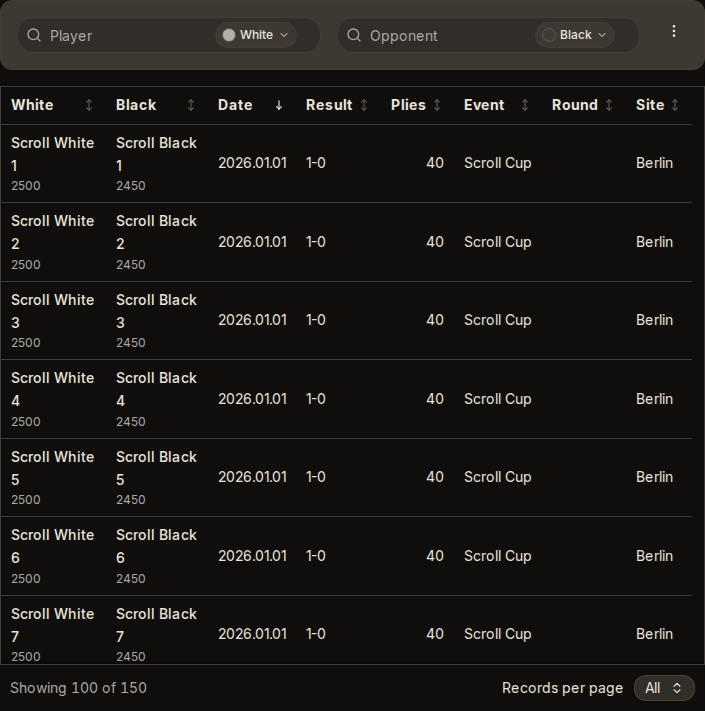 Player White Opponent Black
White Black Date Result Plies Event Round Site
Scroll White Scroll Black
1 1 2026.01.01 1-0 40 Scroll Cup Berlin
2500 2450
Scroll White Scroll Black
2 2 2026.01.01 1-0 40 Scroll Cup Berlin
2500 2450
Scroll White Scroll Black
3 3 2026.01.01 1-0 40 Scroll Cup Berlin
2500 2450
Scroll White Scroll Black
4 4 2026.01.01 1-0 40 Scroll Cup Berlin
2500 2450
Scroll White Scroll Black
5 5 2026.01.01 1-0 40 Scroll Cup Berlin
2500 2450
Scroll White Scroll Black
6 6 2026.01.01 1-0 40 Scroll Cup Berlin
2500 2450
Scroll White Scroll Black
7 7 2026.01.01 1-0 40 Scroll Cup Berlin
2500 2450
Showing 100 of 150 Records per page All